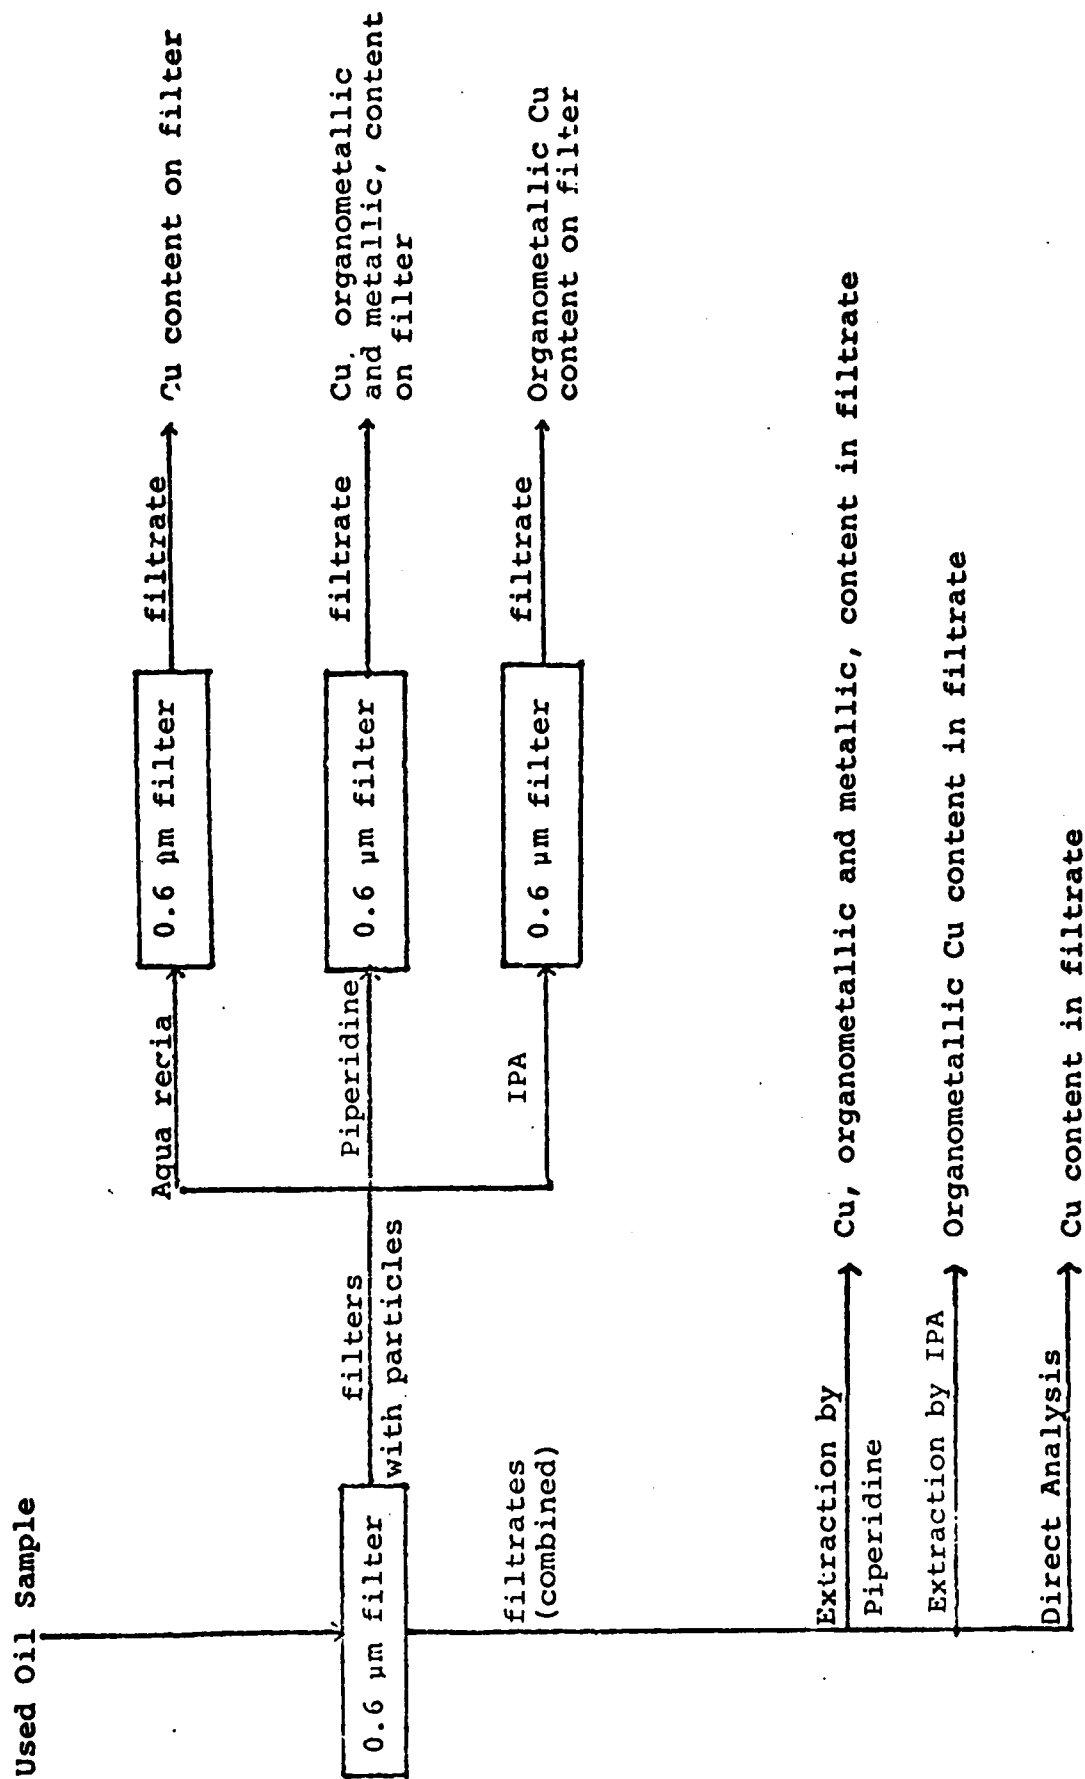 Used Oil Sample
0.6 µm filter
filters
with particles
Aqua recia
0.6 µm filter
filtrate
Cu content on filter
Piperidine
0.6 µm filter
filtrate
Cu, organometallic
and metallic, content
on filter
IPA
0.6 µm filter
filtrate
Organometallic Cu
content on filter
filtrates
(combined)
Extraction by
Piperidine
Cu, organometallic and metallic, content in filtrate
Extraction by IPA
Organometallic Cu content in filtrate
Direct Analysis
Cu content in filtrate